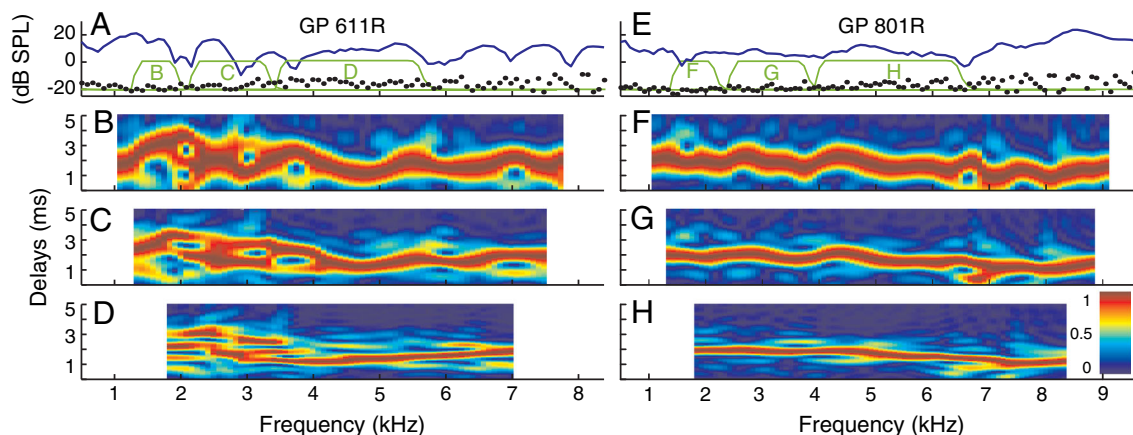 A GP 611R
(dB SPL)
20
0
-20
B C D
B
5
3
1
C
5
3
1
Delays (ms)
D
5
3
1
1 2 3 4 5 6 7 8
Frequency (kHz)
E GP 801R
F G H
F
G
H
1
0.5
0
1 2 3 4 5 6 7 8 9
Frequency (kHz)